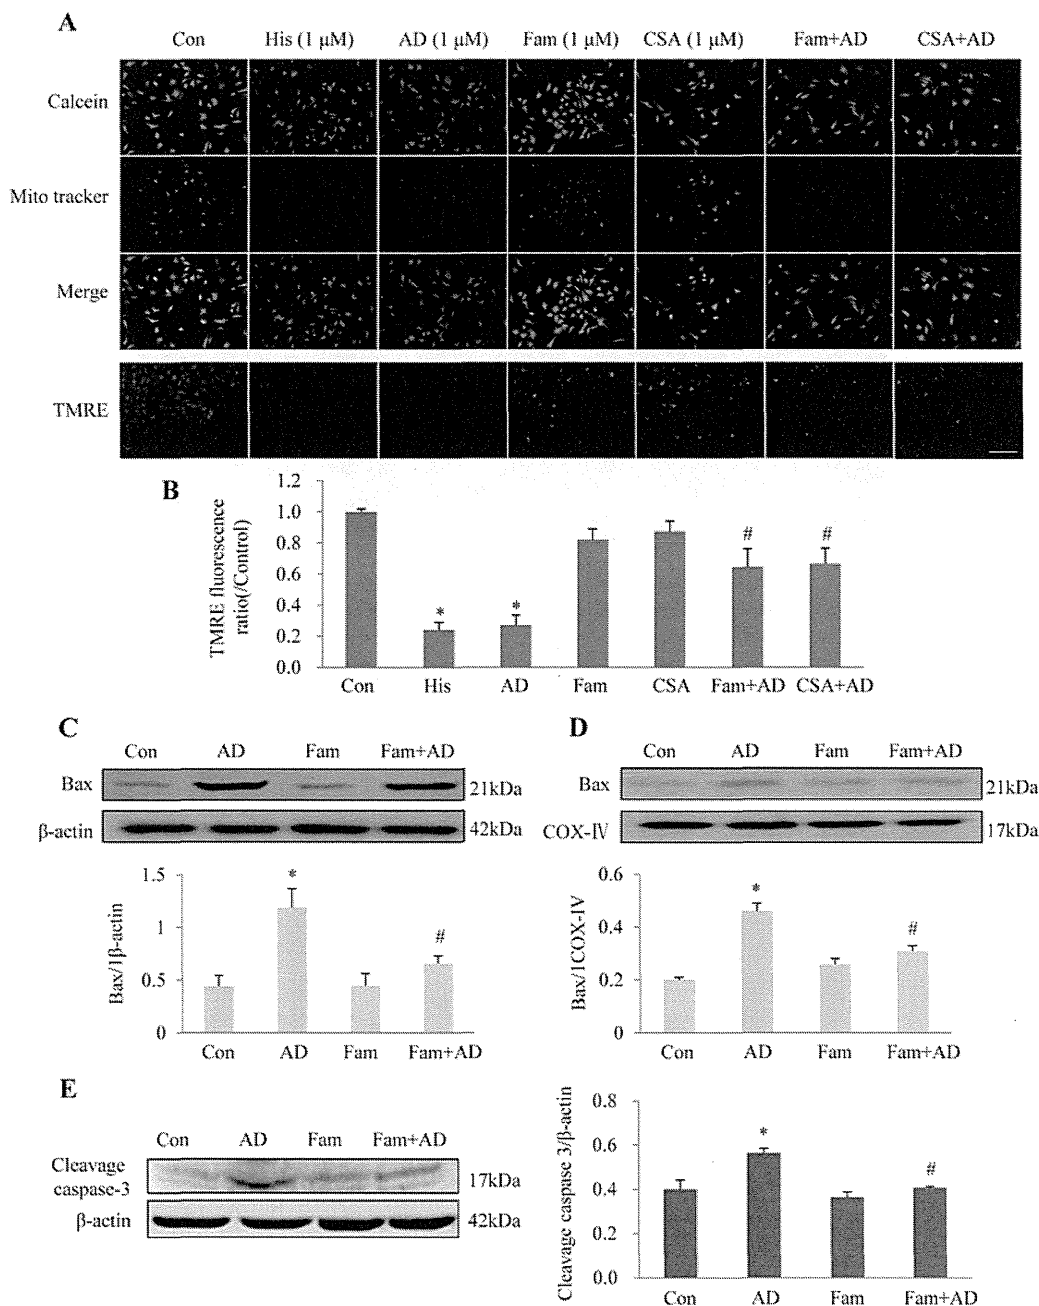 A
Con His (1 μM) AD (1 μM) Fam (1 μM) CSA (1 μM) Fam+AD CSA+AD
Calcein
Mito tracker
Merge
TMRE
B
TMRE fluorescence
ratio(/Control)
1.2
1.0
0.8
0.6
0.4
0.2
0.0
* * # #
Con His AD Fam CSA Fam+AD CSA+AD
C
Con AD Fam Fam+AD
Bax 21kDa
β-actin 42kDa
Bax/1β-actin
1.5
1
0.5
0
* #
Con AD Fam Fam+AD
D
Con AD Fam Fam+AD
Bax 21kDa
COX-IV 17kDa
Bax/1COX-IV
0.6
0.4
0.2
0
* #
Con AD Fam Fam+AD
E
Con AD Fam Fam+AD
Cleavage
caspase-3 17kDa
β-actin 42kDa
Cleavage caspase 3/β-actin
0.8
0.6
0.4
0.2
0.0
* #
Con AD Fam Fam+AD